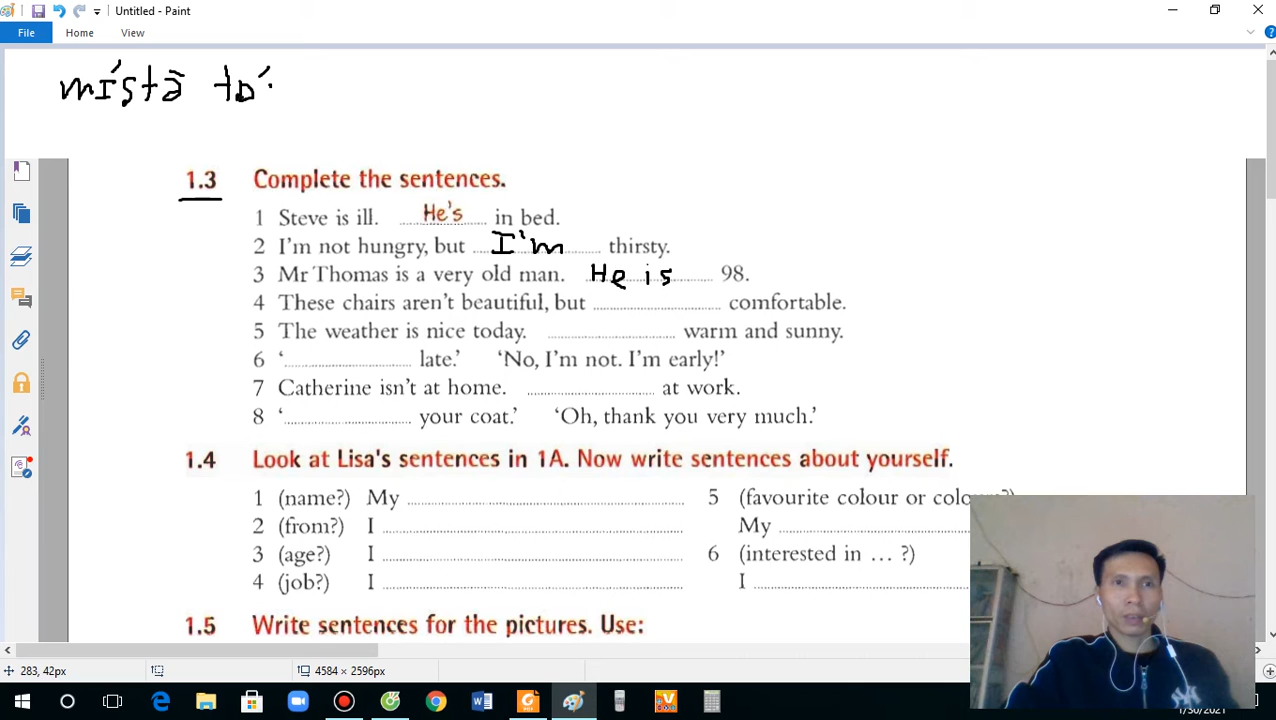 Untitled - Paint
File Home View
místā tɒ́
1.3 Complete the sentences.
1 Steve is ill. He's in bed.
2 I'm not hungry, but I'm thirsty.
3 Mr Thomas is a very old man. He is 98.
4 These chairs aren't beautiful, but ........ comfortable.
5 The weather is nice today. ........ warm and sunny.
6 '........ late.' 'No, I'm not. I'm early!'
7 Catherine isn't at home. ........ at work.
8 '........ your coat.' 'Oh, thank you very much.'
1.4 Look at Lisa's sentences in 1A. Now write sentences about yourself.
1 (name?) My ........
2 (from?) I ........
3 (age?) I ........
4 (job?) I ........
5 (favourite colour or
My ........
6 (interested in ... ?)
I ........
1.5 Write sentences for the pictures. Use:
283, 42px
4584 × 2596px
1/30/2021